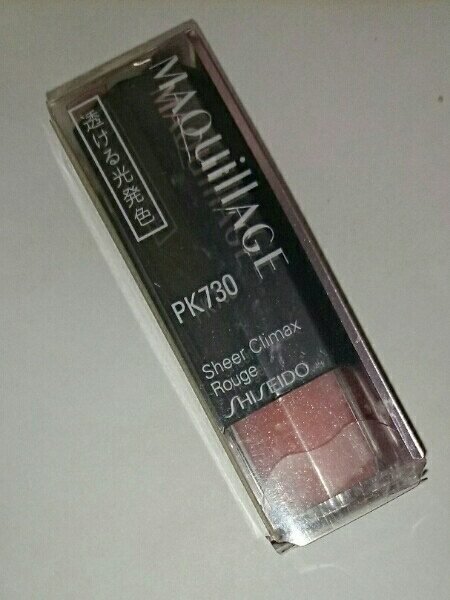 MAQuillAGE
透ける光発色
PK730
Sheer Climax
Rouge
SHISEIDO